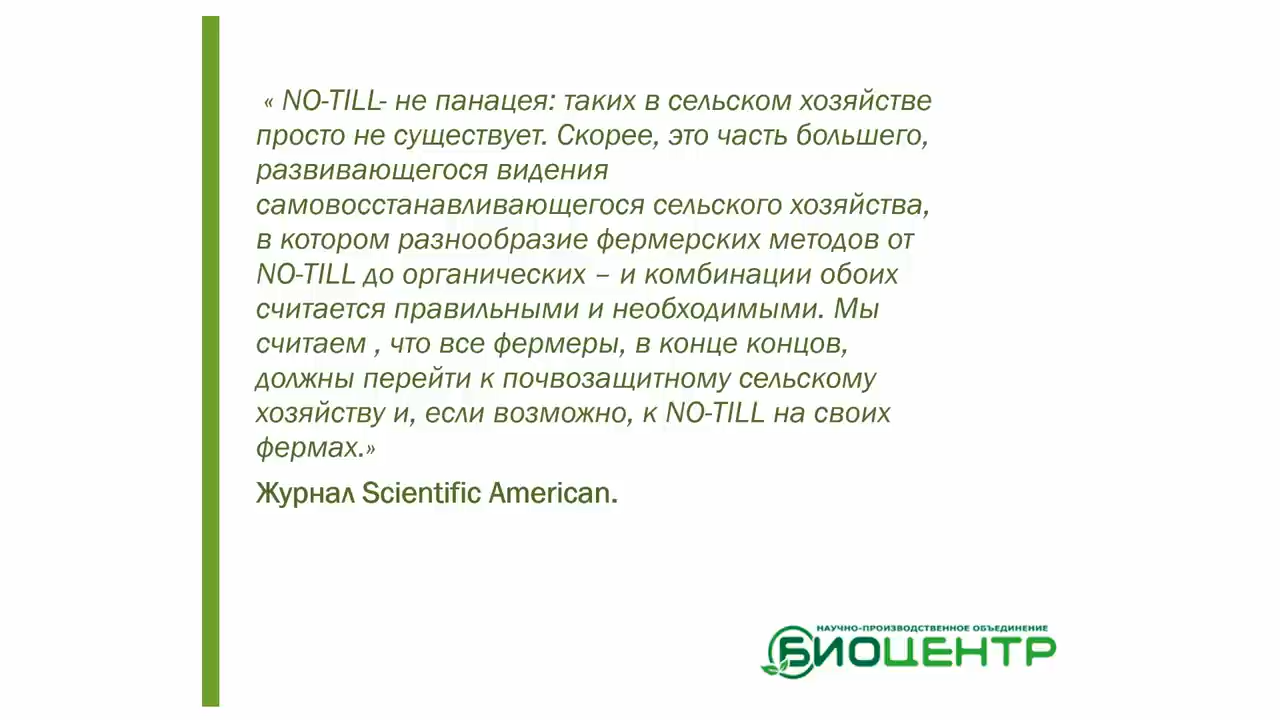 « NO-TILL- не панацея: таких в сельском хозяйстве
просто не существует. Скорее, это часть большего,
развивающегося видения
самовосстанавливающегося сельского хозяйства,
в котором разнообразие фермерских методов от
NO-TILL до органических – и комбинации обоих
считается правильными и необходимыми. Мы
считаем , что все фермеры, в конце концов,
должны перейти к почвозащитному сельскому
хозяйству и, если возможно, к NO-TILL на своих
фермах.»
Журнал Scientific American.
НАУЧНО-ПРОИЗВОДСТВЕННОЕ ОБЪЕДИНЕНИЕ
БИОЦЕНТР